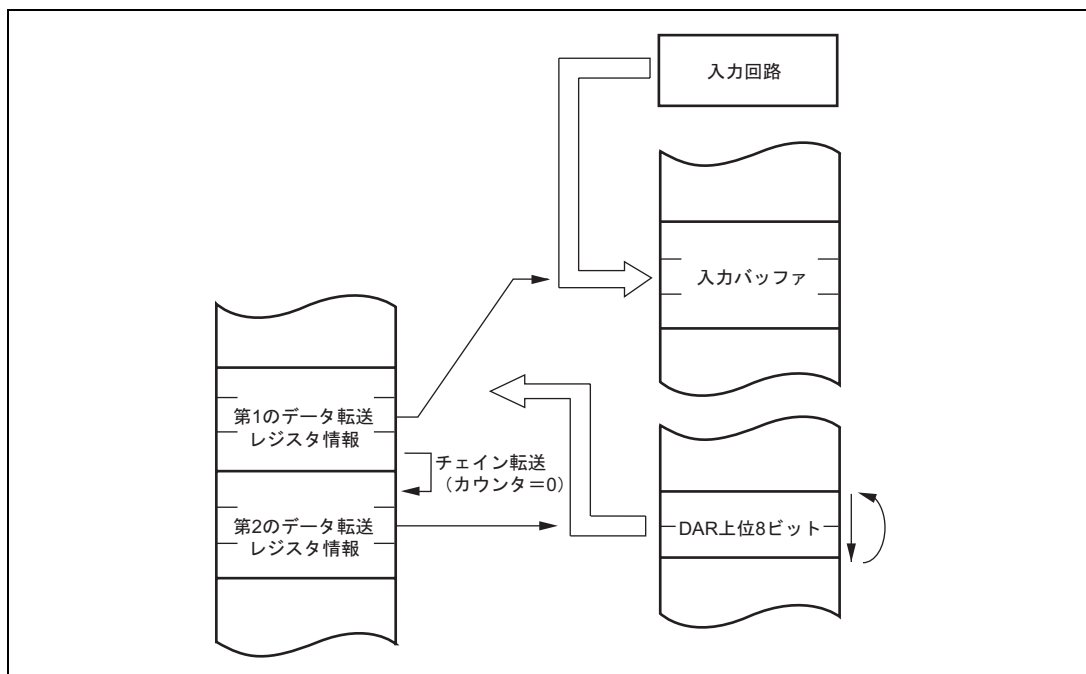 入力回路
入力バッファ
第1のデータ転送
レジスタ情報
チェイン転送
（カウンタ＝0）
第2のデータ転送
レジスタ情報
DAR上位8ビット